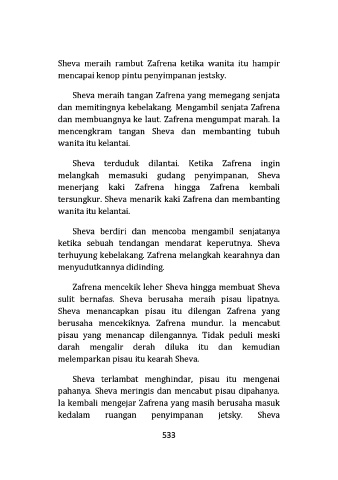 Sheva meraih rambut Zafrena ketika wanita itu hampir
mencapai kenop pintu penyimpanan jestsky.
Sheva meraih tangan Zafrena yang memegang senjata
dan memitingnya kebelakang. Mengambil senjata Zafrena
dan membuangnya ke laut. Zafrena mengumpat marah. Ia
mencengkram tangan Sheva dan membanting tubuh
wanita itu kelantai.
Sheva terduduk dilantai. Ketika Zafrena ingin
melangkah memasuki gudang penyimpanan, Sheva
menerjang kaki Zafrena hingga Zafrena kembali
tersungkur. Sheva menarik kaki Zafrena dan membanting
wanita itu kelantai.
Sheva berdiri dan mencoba mengambil senjatanya
ketika sebuah tendangan mendarat keperutnya. Sheva
terhuyung kebelakang. Zafrena melangkah kearahnya dan
menyudutkannya didinding.
Zafrena mencekik leher Sheva hingga membuat Sheva
sulit bernafas. Sheva berusaha meraih pisau lipatnya.
Sheva menancapkan pisau itu dilengan Zafrena yang
berusaha mencekiknya. Zafrena mundur. Ia mencabut
pisau yang menancap dilengannya. Tidak peduli meski
darah mengalir derah diluka itu dan kemudian
melemparkan pisau itu kearah Sheva.
Sheva terlambat menghindar, pisau itu mengenai
pahanya. Sheva meringis dan mencabut pisau dipahanya.
Ia kembali mengejar Zafrena yang masih berusaha masuk
kedalam ruangan penyimpanan jetsky. Sheva
533